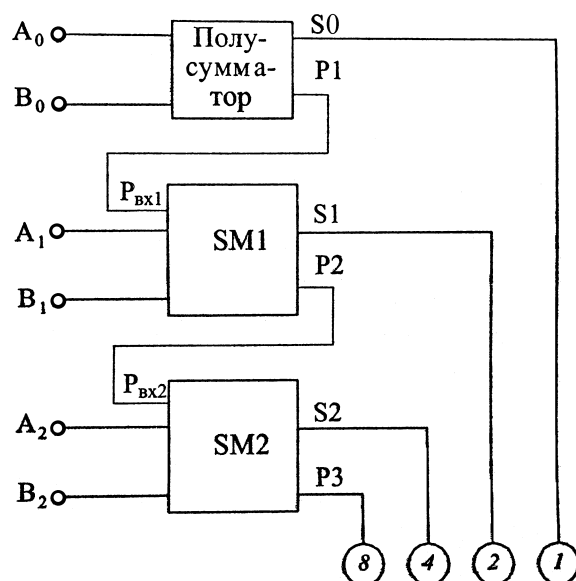 A₀
B₀
Полу-
сумма-
тор
S0
P1
Pвх1
A₁
B₁
SM1
S1
P2
Pвх2
A₂
B₂
SM2
S2
P3
8
4
2
1